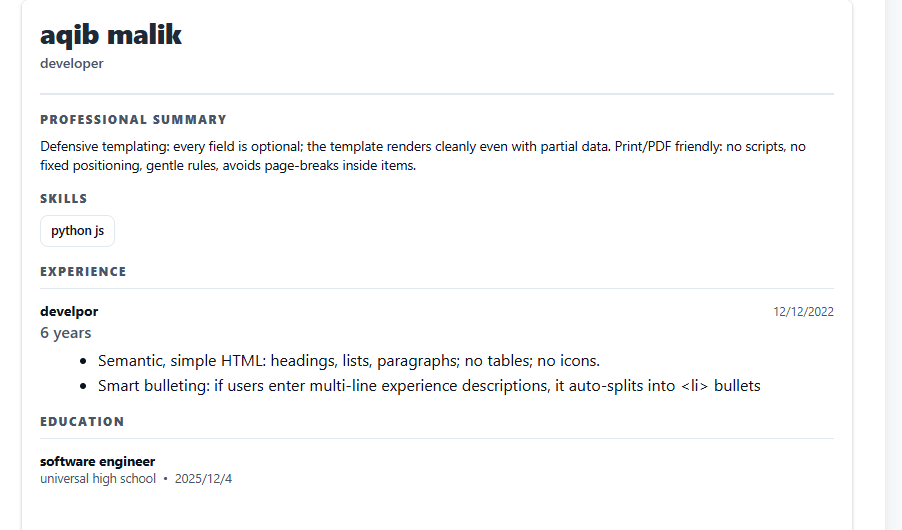 aqib malik
developer
PROFESSIONAL SUMMARY
Defensive templating: every field is optional; the template renders cleanly even with partial data. Print/PDF friendly: no scripts, no
fixed positioning, gentle rules, avoids page-breaks inside items.
SKILLS
python js
EXPERIENCE
develpor 12/12/2022
6 years
• Semantic, simple HTML: headings, lists, paragraphs; no tables; no icons.
• Smart bulleting: if users enter multi-line experience descriptions, it auto-splits into <li> bullets
EDUCATION
software engineer
universal high school • 2025/12/4